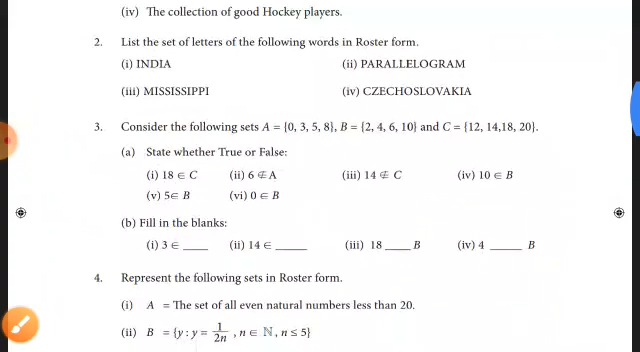 (iv) The collection of good Hockey players.
2. List the set of letters of the following words in Roster form.
(i) INDIA (ii) PARALLELOGRAM
(iii) MISSISSIPPI (iv) CZECHOSLOVAKIA
3. Consider the following sets A = {0, 3, 5, 8}, B = {2, 4, 6, 10} and C = {12, 14,18, 20}.
(a) State whether True or False:
(i) 18 ∈ C (ii) 6 ∉ A (iii) 14 ∉ C (iv) 10 ∈ B
(v) 5∈ B (vi) 0 ∈ B
(b) Fill in the blanks:
(i) 3 ∈ ____ (ii) 14 ∈ _____ (iii) 18 ____ B (iv) 4 _____ B
4. Represent the following sets in Roster form.
(i) A = The set of all even natural numbers less than 20.
(ii) B = {y : y = 1/2n , n ∈ ℕ, n ≤ 5}